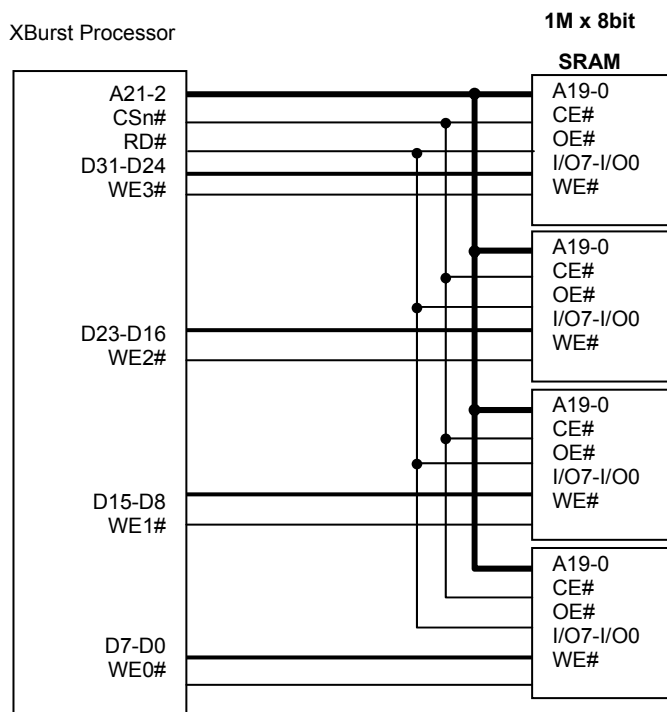 XBurst Processor
1M x 8bit
SRAM
A21-2
CSn#
RD#
D31-D24
WE3#
D23-D16
WE2#
D15-D8
WE1#
D7-D0
WE0#
A19-0
CE#
OE#
I/O7-I/O0
WE#
A19-0
CE#
OE#
I/O7-I/O0
WE#
A19-0
CE#
OE#
I/O7-I/O0
WE#
A19-0
CE#
OE#
I/O7-I/O0
WE#